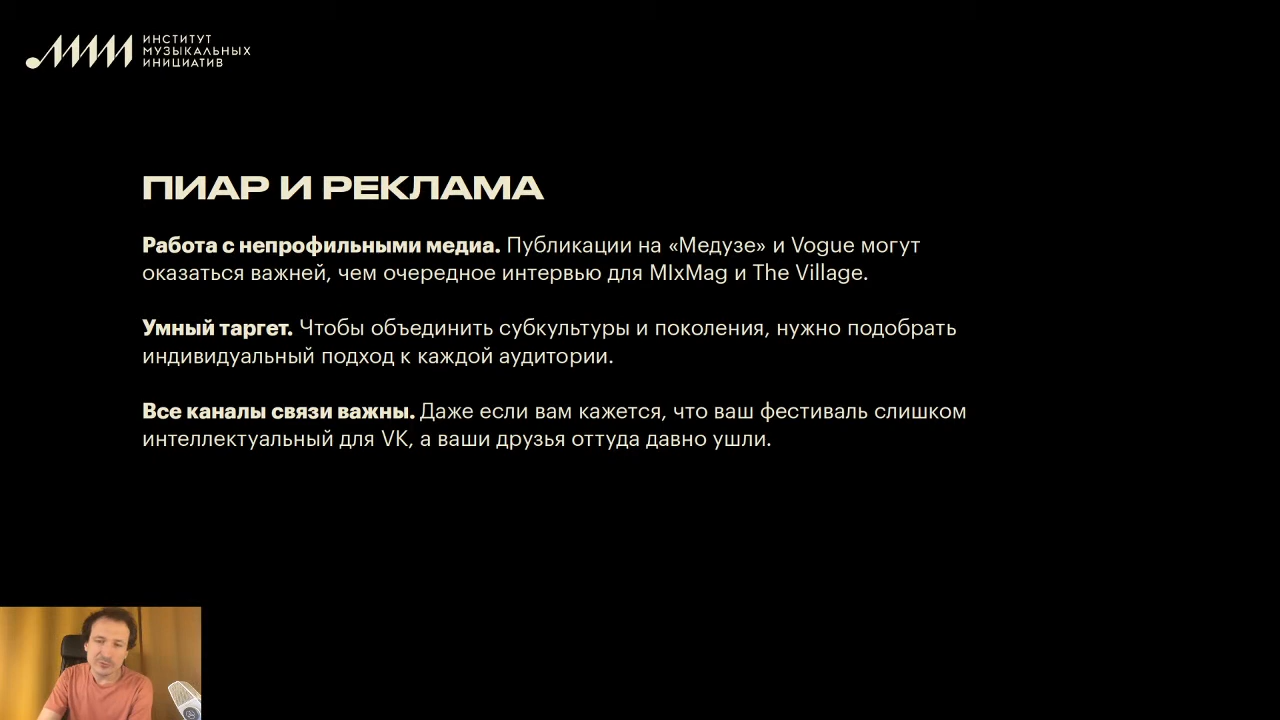 ИНСТИТУТ
МУЗЫКАЛЬНЫХ
ИНИЦИАТИВ
ПИАР И РЕКЛАМА
Работа с непрофильными медиа. Публикации на «Медузе» и Vogue могут
оказаться важней, чем очередное интервью для MIxMag и The Village.
Умный таргет. Чтобы объединить субкультуры и поколения, нужно подобрать
индивидуальный подход к каждой аудитории.
Все каналы связи важны. Даже если вам кажется, что ваш фестиваль слишком
интеллектуальный для VK, а ваши друзья оттуда давно ушли.